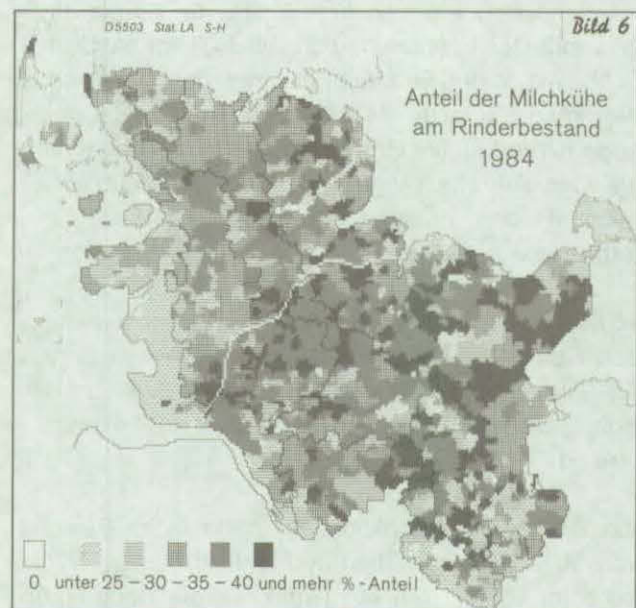 D5503 Stat. LA S-H
Bild 6
Anteil der Milchkühe
am Rinderbestand
1984
0 unter 25 – 30 – 35 – 40 und mehr % -Anteil